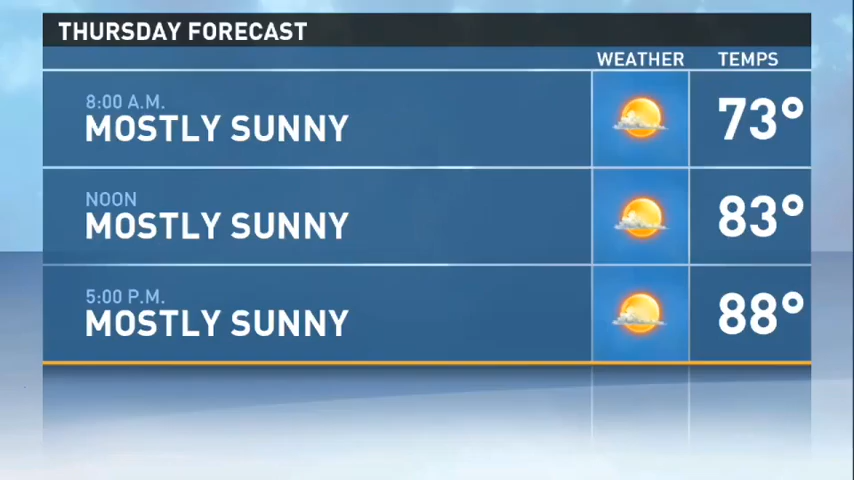 THURSDAY FORECAST
WEATHER TEMPS
8:00 A.M.
MOSTLY SUNNY 73°
NOON
MOSTLY SUNNY 83°
5:00 P.M.
MOSTLY SUNNY 88°